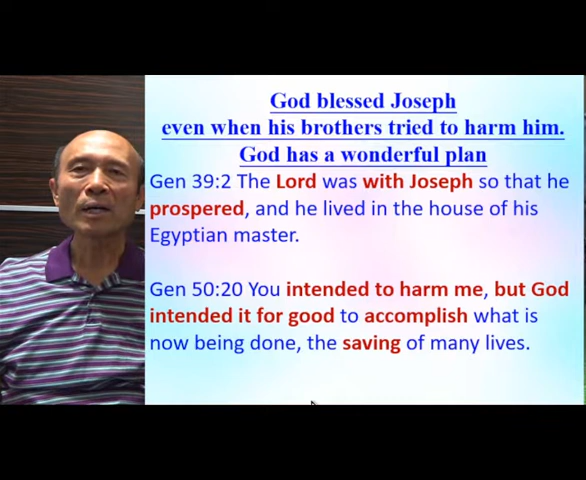 God blessed Joseph
even when his brothers tried to harm him.
God has a wonderful plan
Gen 39:2 The Lord was with Joseph so that he
prospered, and he lived in the house of his
Egyptian master.
Gen 50:20 You intended to harm me, but God
intended it for good to accomplish what is
now being done, the saving of many lives.